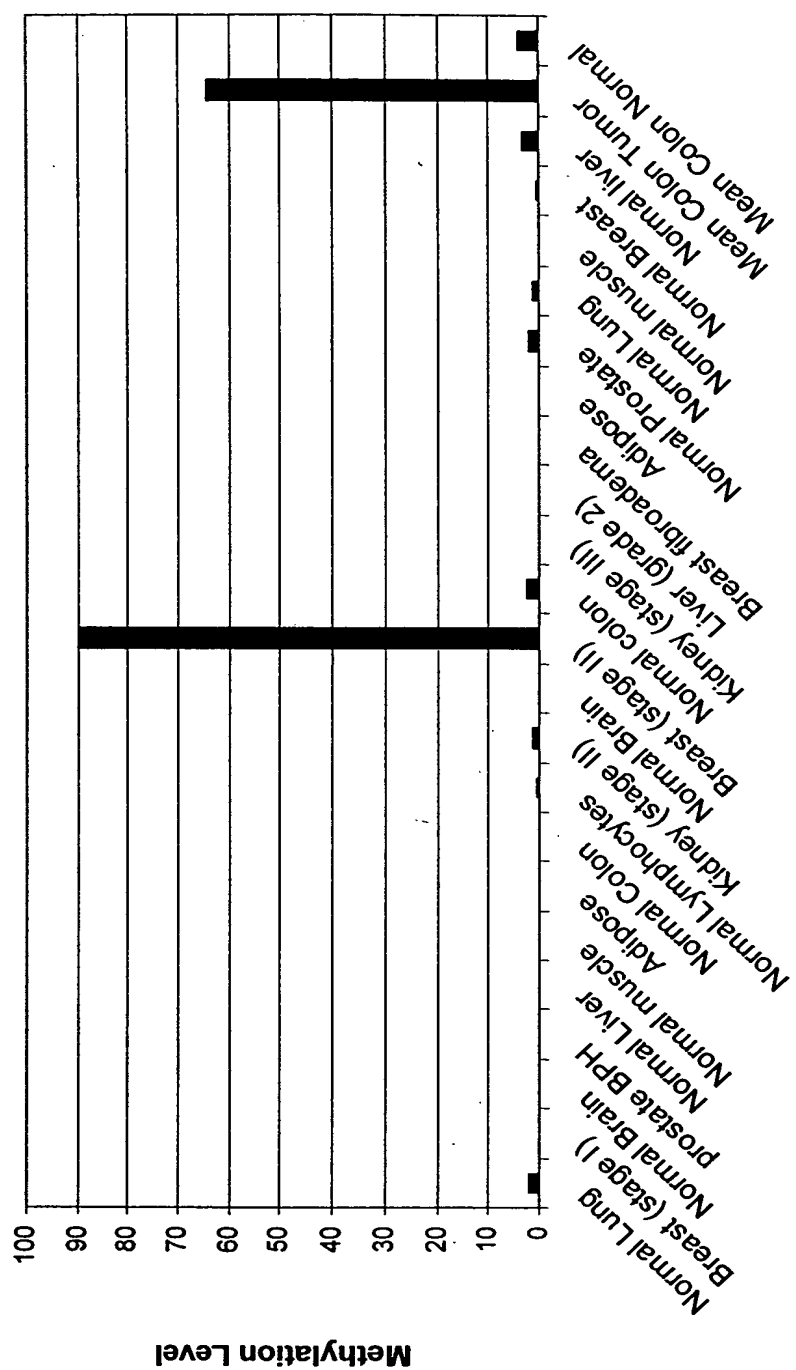 Methylation Level
100
90
80
70
60
50
40
30
20
10
0
Normal Lung
Breast (stage I)
Normal Brain
prostate BPH
Normal Liver
Normal muscle
Adipose
Normal Colon
Normal Lymphocytes
Kidney (stage II)
Normal Brain
Breast (stage II)
Normal colon
Kidney (stage III)
Liver (grade 2)
Breast fibroadema
Adipose
Normal Prostate
Normal Lung
Normal muscle
Normal Breast
Normal liver
Mean Colon Tumor
Mean Colon Normal